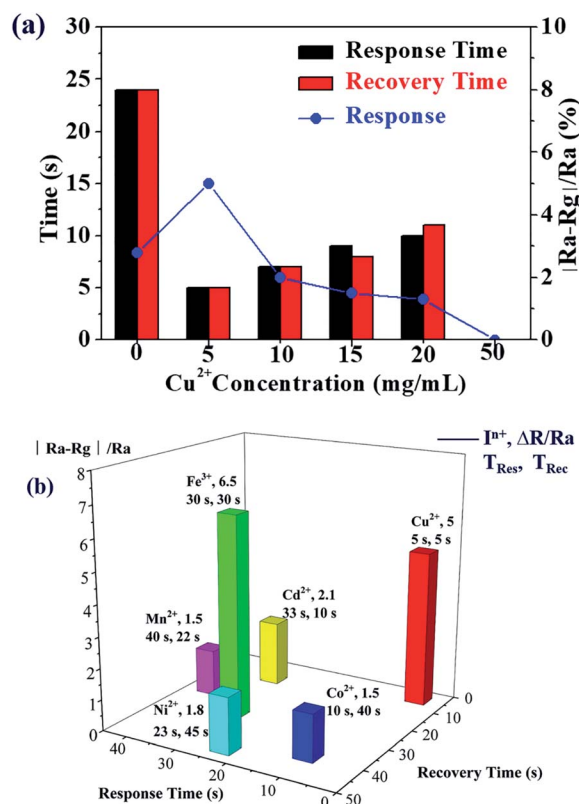 (a)
30
25
20
15
10
5
0
Time (s)
Response Time
Recovery Time
Response
10
8
6
4
2
0
|Ra-Rg|/Ra (%)
0 5 10 15 20 50
Cu²⁺Concentration (mg/mL)
| Ra-Rg | /Ra
(b)
Iⁿ⁺, ΔR/Ra
T_Res, T_Rec
8
7
6
5
4
3
2
1
0
Fe³⁺, 6.5
30 s, 30 s
Cu²⁺, 5
5 s, 5 s
Cd²⁺, 2.1
33 s, 10 s
Mn²⁺, 1.5
40 s, 22 s
Ni²⁺, 1.8
23 s, 45 s
Co²⁺, 1.5
10 s, 40 s
40 30 20 10 0
Response Time (s)
0 10 20 30 40 50
Recovery Time (s)